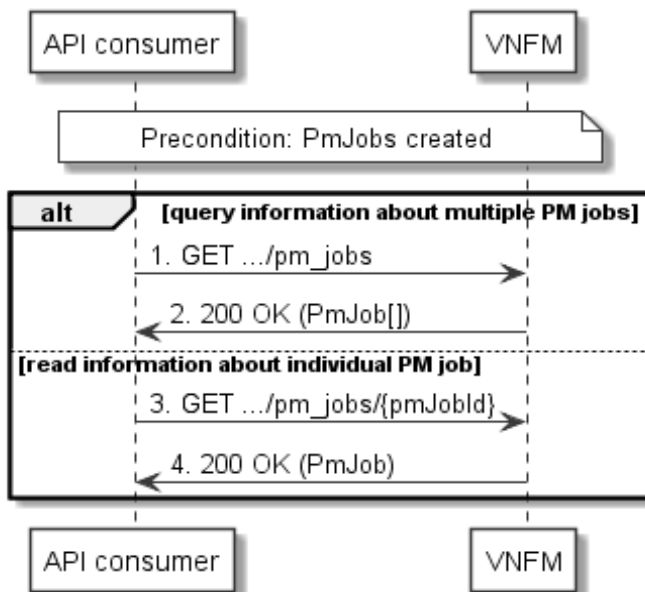 API consumer
VNFM
Precondition: PmJobs created
alt
[query information about multiple PM jobs]
1. GET .../pm_jobs
2. 200 OK (PmJob[])
[read information about individual PM job]
3. GET .../pm_jobs/{pmJobId}
4. 200 OK (PmJob)
API consumer
VNFM